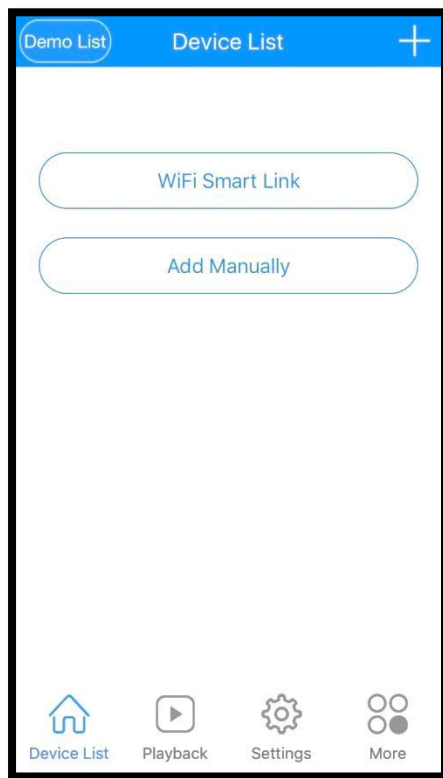 Demo List Device List
WiFi Smart Link
Add Manually
Device List Playback Settings More